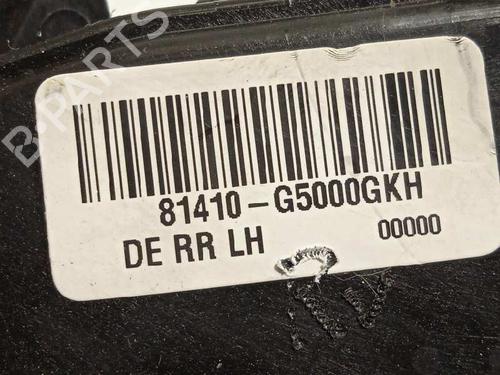 B-PARTS
81410-G5000GKH
DE RR LH 00000